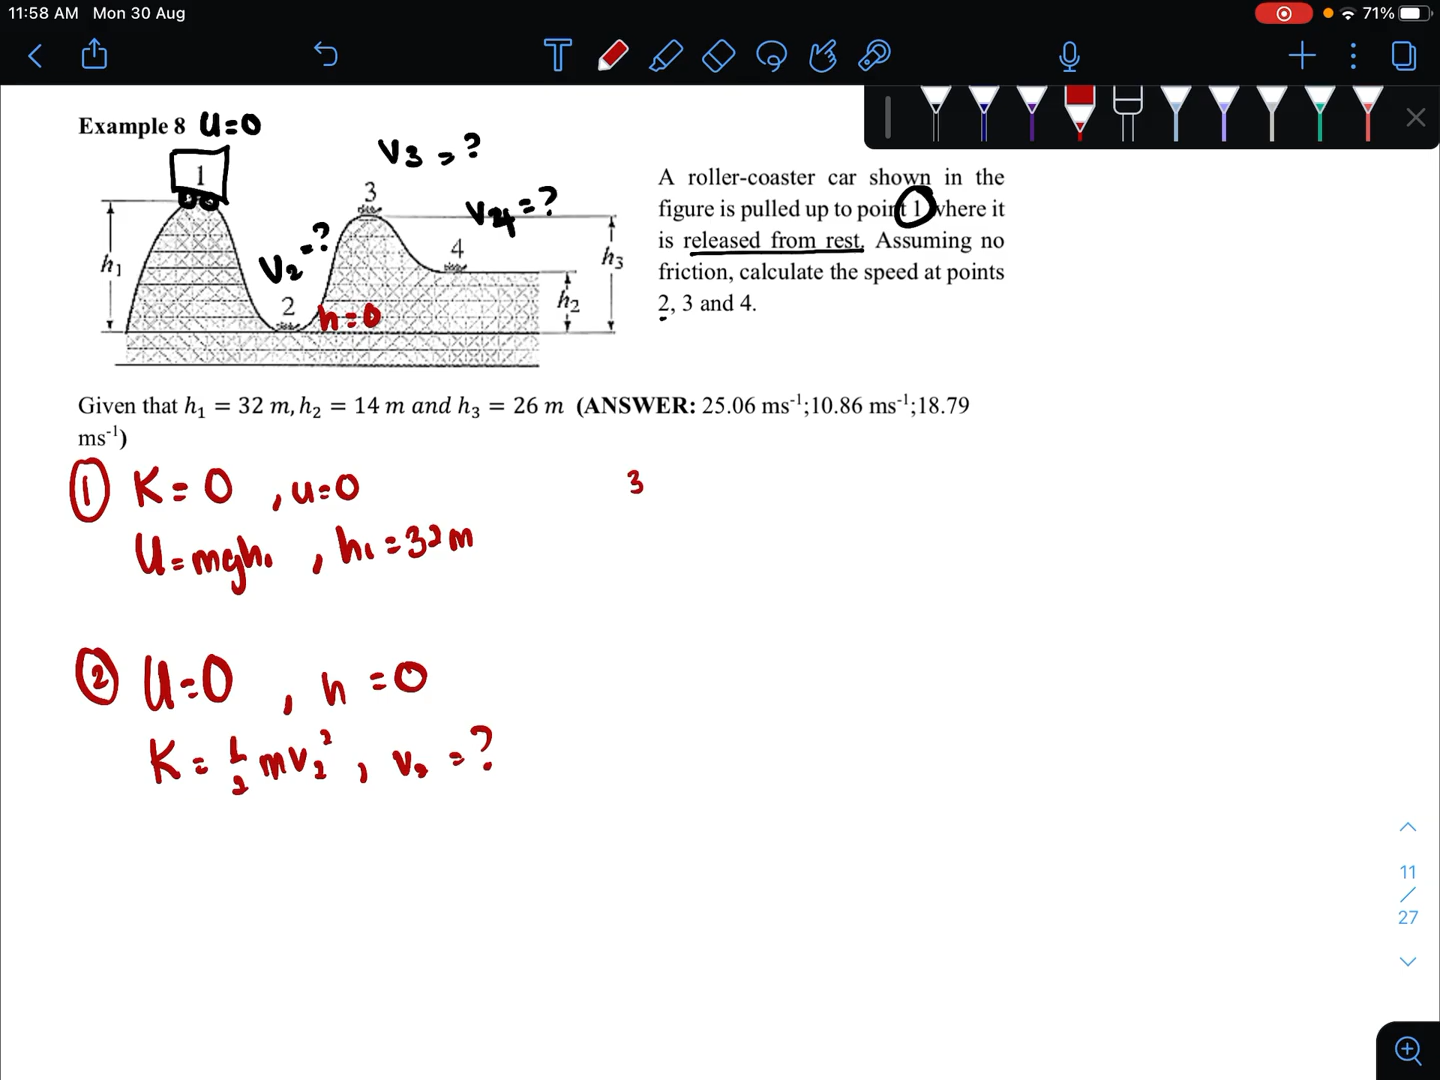 11:58 AM Mon 30 Aug
71%
T
Example 8 u=0
1
V3 = ?
3
V4 = ?
4
V2 = ?
2
h=0
h1
h2
h3
A roller-coaster car shown in the
figure is pulled up to point 1 where it
is released from rest. Assuming no
friction, calculate the speed at points
2, 3 and 4.
Given that h₁ = 32 m, h₂ = 14 m and h₃ = 26 m (ANSWER: 25.06 ms⁻¹;10.86 ms⁻¹;18.79
ms⁻¹)
① K = 0 , u=0
3
U = mgh₁ , h₁ = 32m
② U=0 , h = 0
K = ½ mv₂² , v₂ = ?
11
/
27